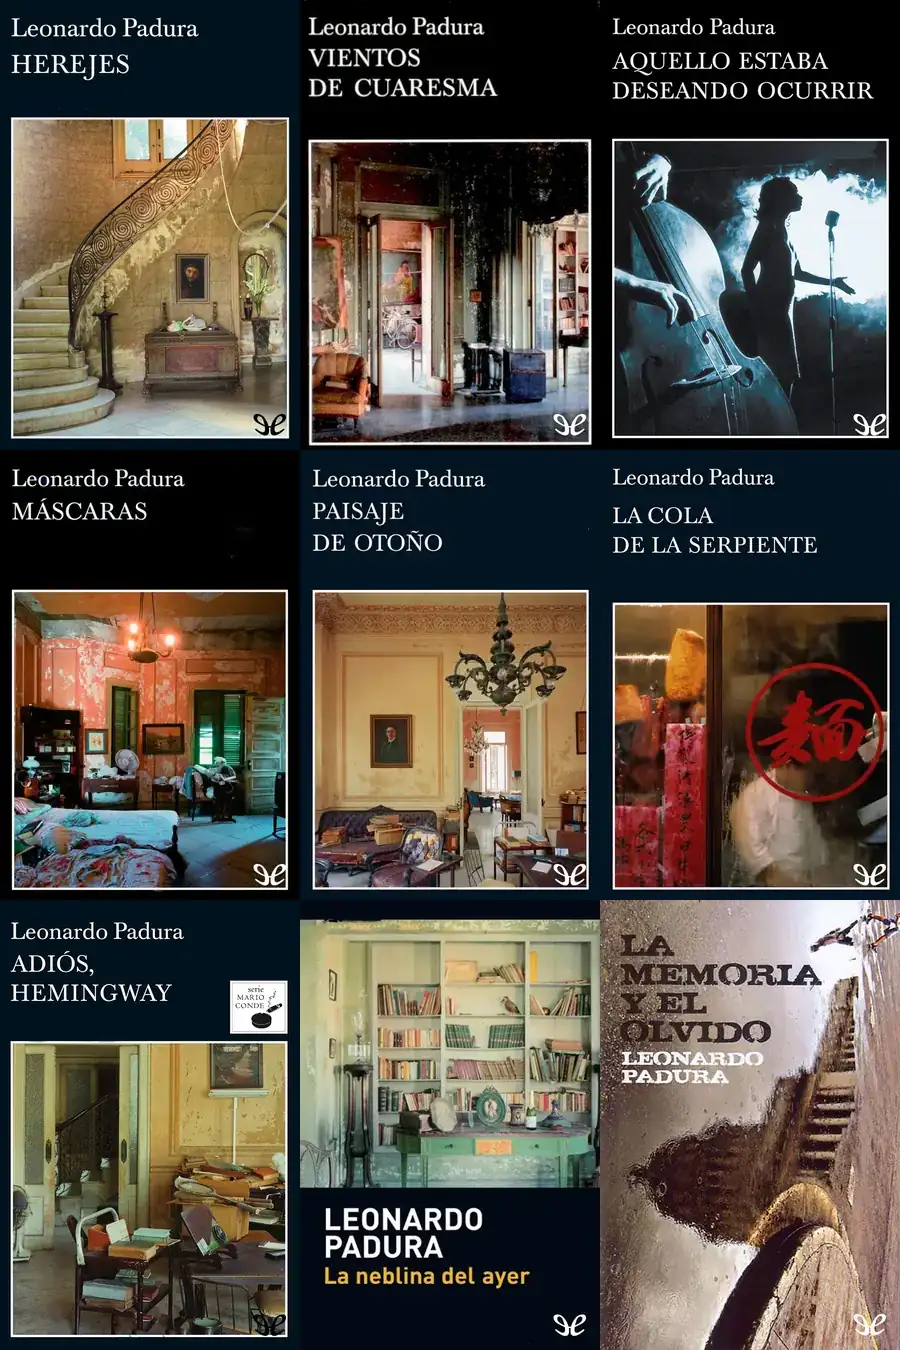 Leonardo Padura
HEREJES
Leonardo Padura
VIENTOS
DE CUARESMA
Leonardo Padura
AQUELLO ESTABA
DESEANDO OCURRIR
Leonardo Padura
MÁSCARAS
Leonardo Padura
PAISAJE
DE OTOÑO
Leonardo Padura
LA COLA
DE LA SERPIENTE
麵
Leonardo Padura
ADIÓS,
HEMINGWAY
serie
MARIO
CONDE
LEONARDO
PADURA
La neblina del ayer
LA
MEMORIA
Y EL
OLVIDO
LEONARDO
PADURA